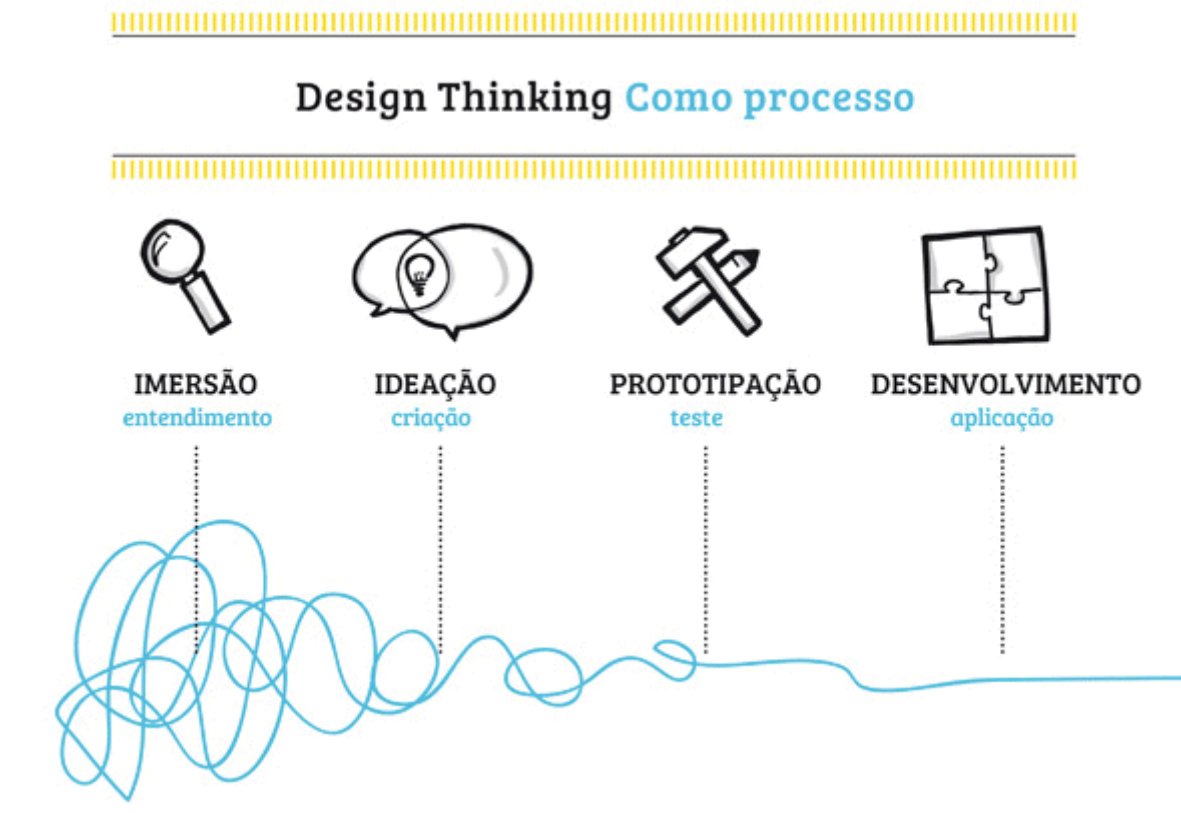 Design Thinking Como processo
IMERSÃO
entendimento
IDEAÇÃO
criação
PROTOTIPAÇÃO
teste
DESENVOLVIMENTO
aplicação